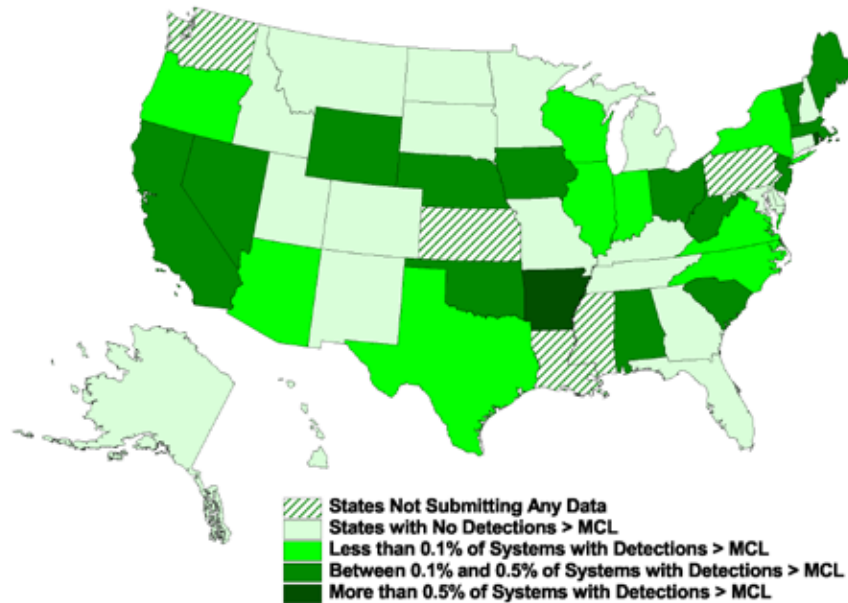 States Not Submitting Any Data
States with No Detections > MCL
Less than 0.1% of Systems with Detections > MCL
Between 0.1% and 0.5% of Systems with Detections > MCL
More than 0.5% of Systems with Detections > MCL